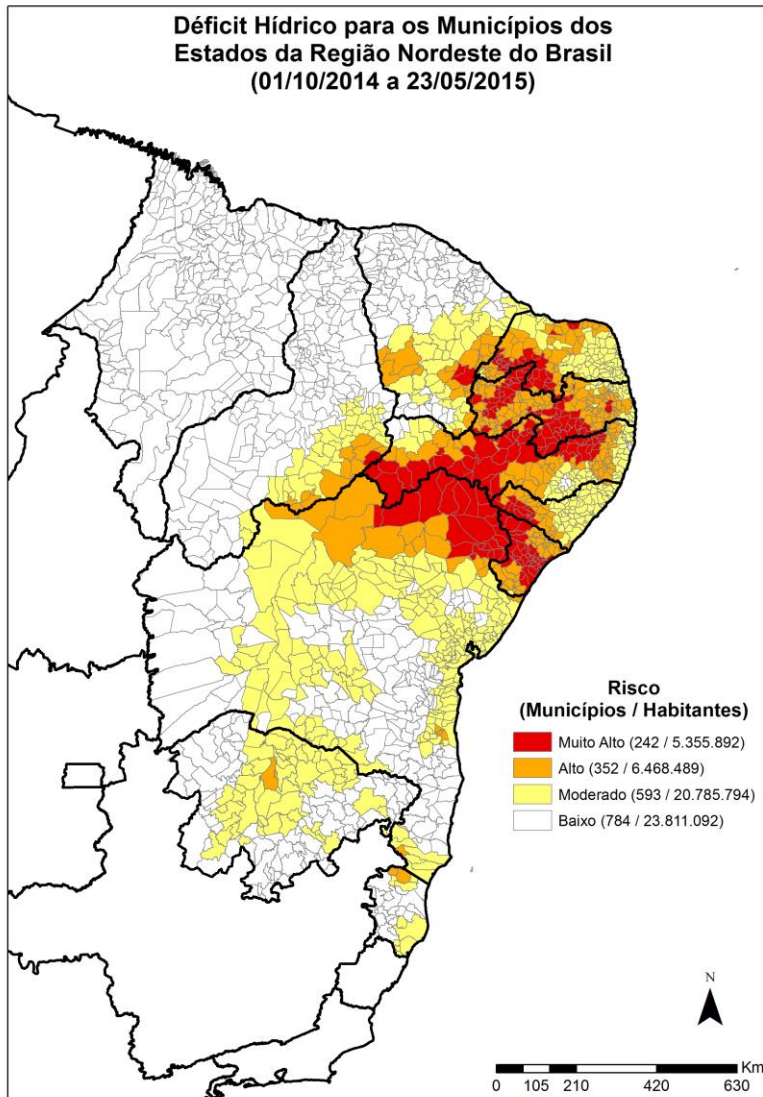 Déficit Hídrico para os Municípios dos
Estados da Região Nordeste do Brasil
(01/10/2014 a 23/05/2015)
Risco
(Municípios / Habitantes)
Muito Alto (242 / 5.355.892)
Alto (352 / 6.468.489)
Moderado (593 / 20.785.794)
Baixo (784 / 23.811.092)
N
Km
0 105 210 420 630